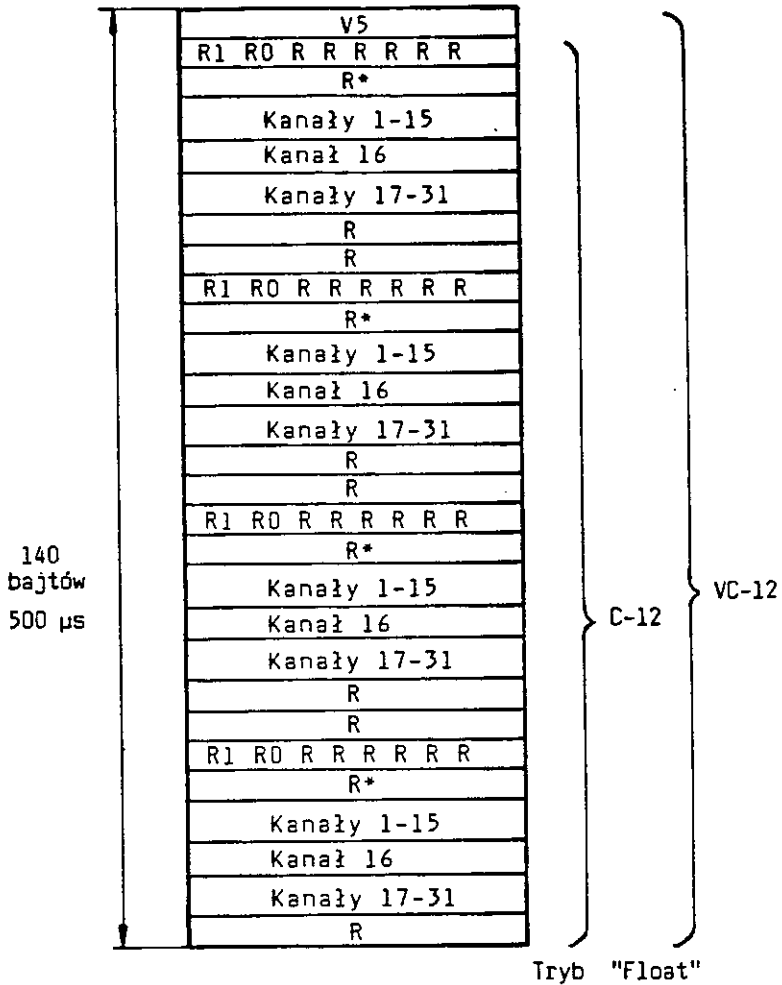 V5
R1 R0 R R R R R R
R*
Kanały 1-15
Kanał 16
Kanały 17-31
R
R
R1 R0 R R R R R R
R*
Kanały 1-15
Kanał 16
Kanały 17-31
R
R
R1 R0 R R R R R R
R*
Kanały 1-15
Kanał 16
Kanały 17-31
R
R
R1 R0 R R R R R R
R*
Kanały 1-15
Kanał 16
Kanały 17-31
R
140
bajtów
500 µs
C-12
VC-12
Tryb "Float"